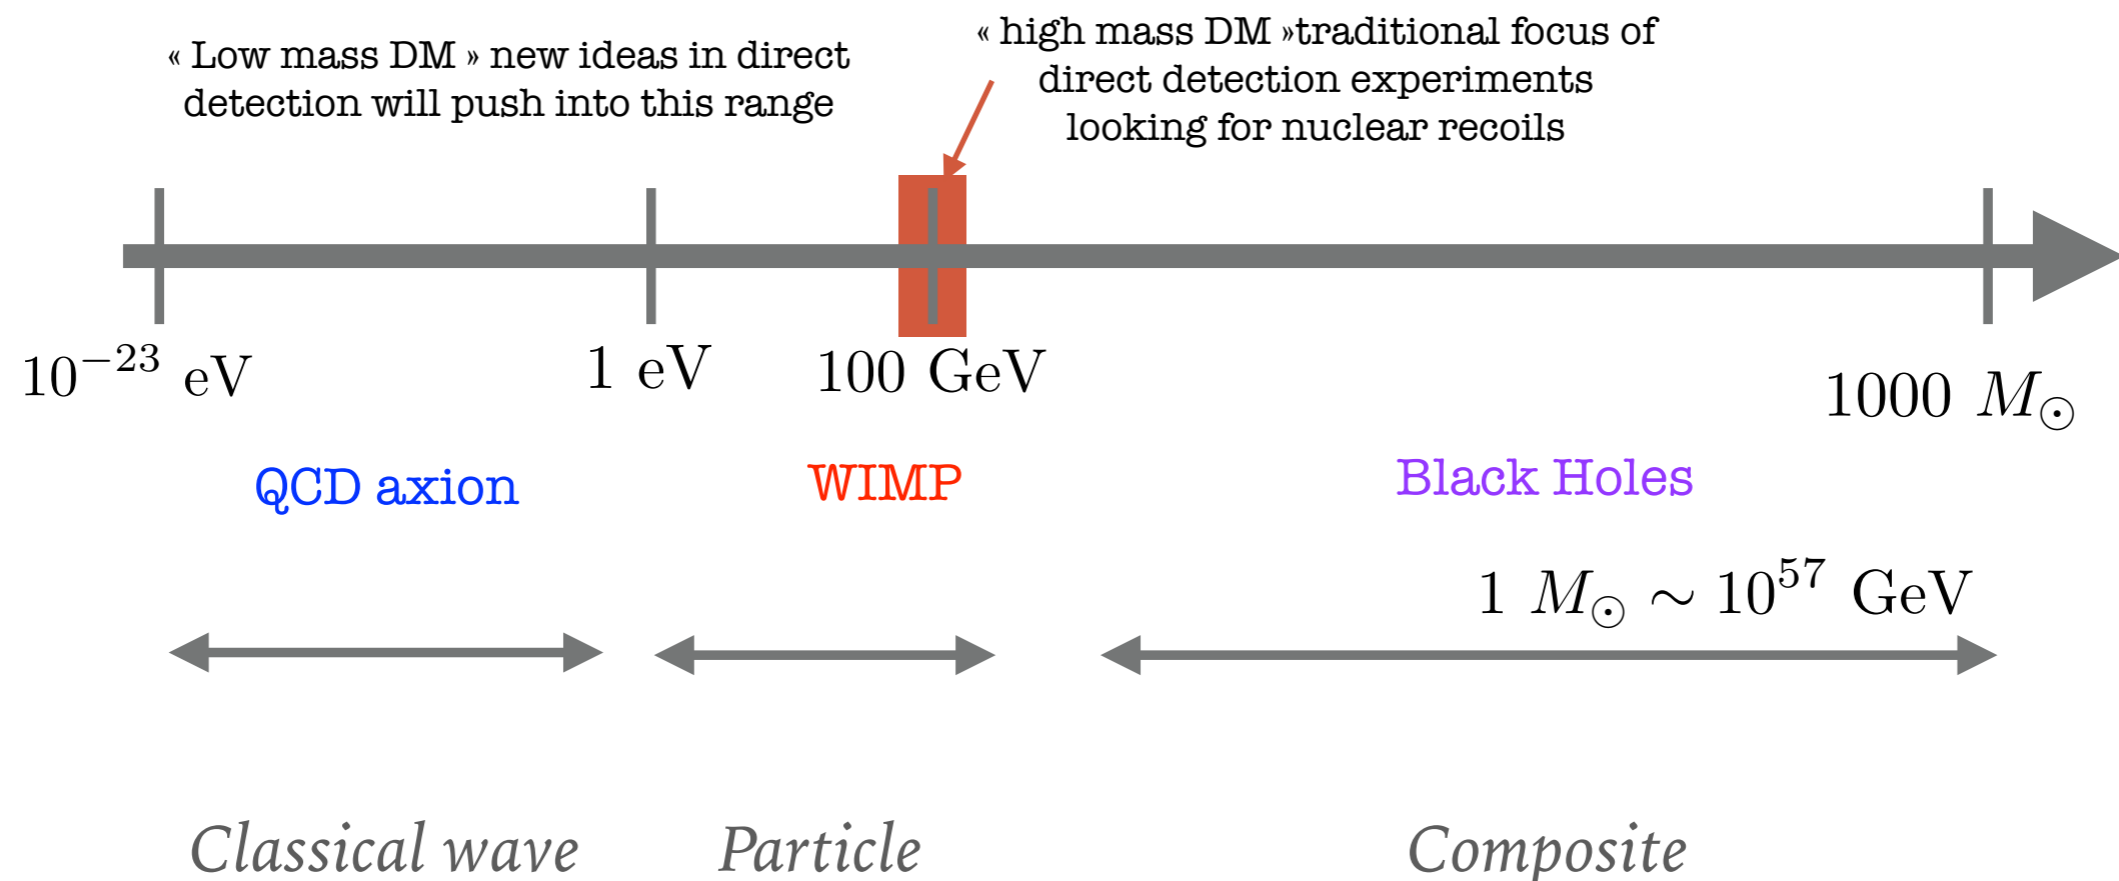 « Low mass DM » new ideas in direct
detection will push into this range
« high mass DM »traditional focus of
direct detection experiments
looking for nuclear recoils
10⁻²³ eV
1 eV
100 GeV
1000 M☉
QCD axion
WIMP
Black Holes
1 M☉ ∼ 10⁵⁷ GeV
Classical wave
Particle
Composite